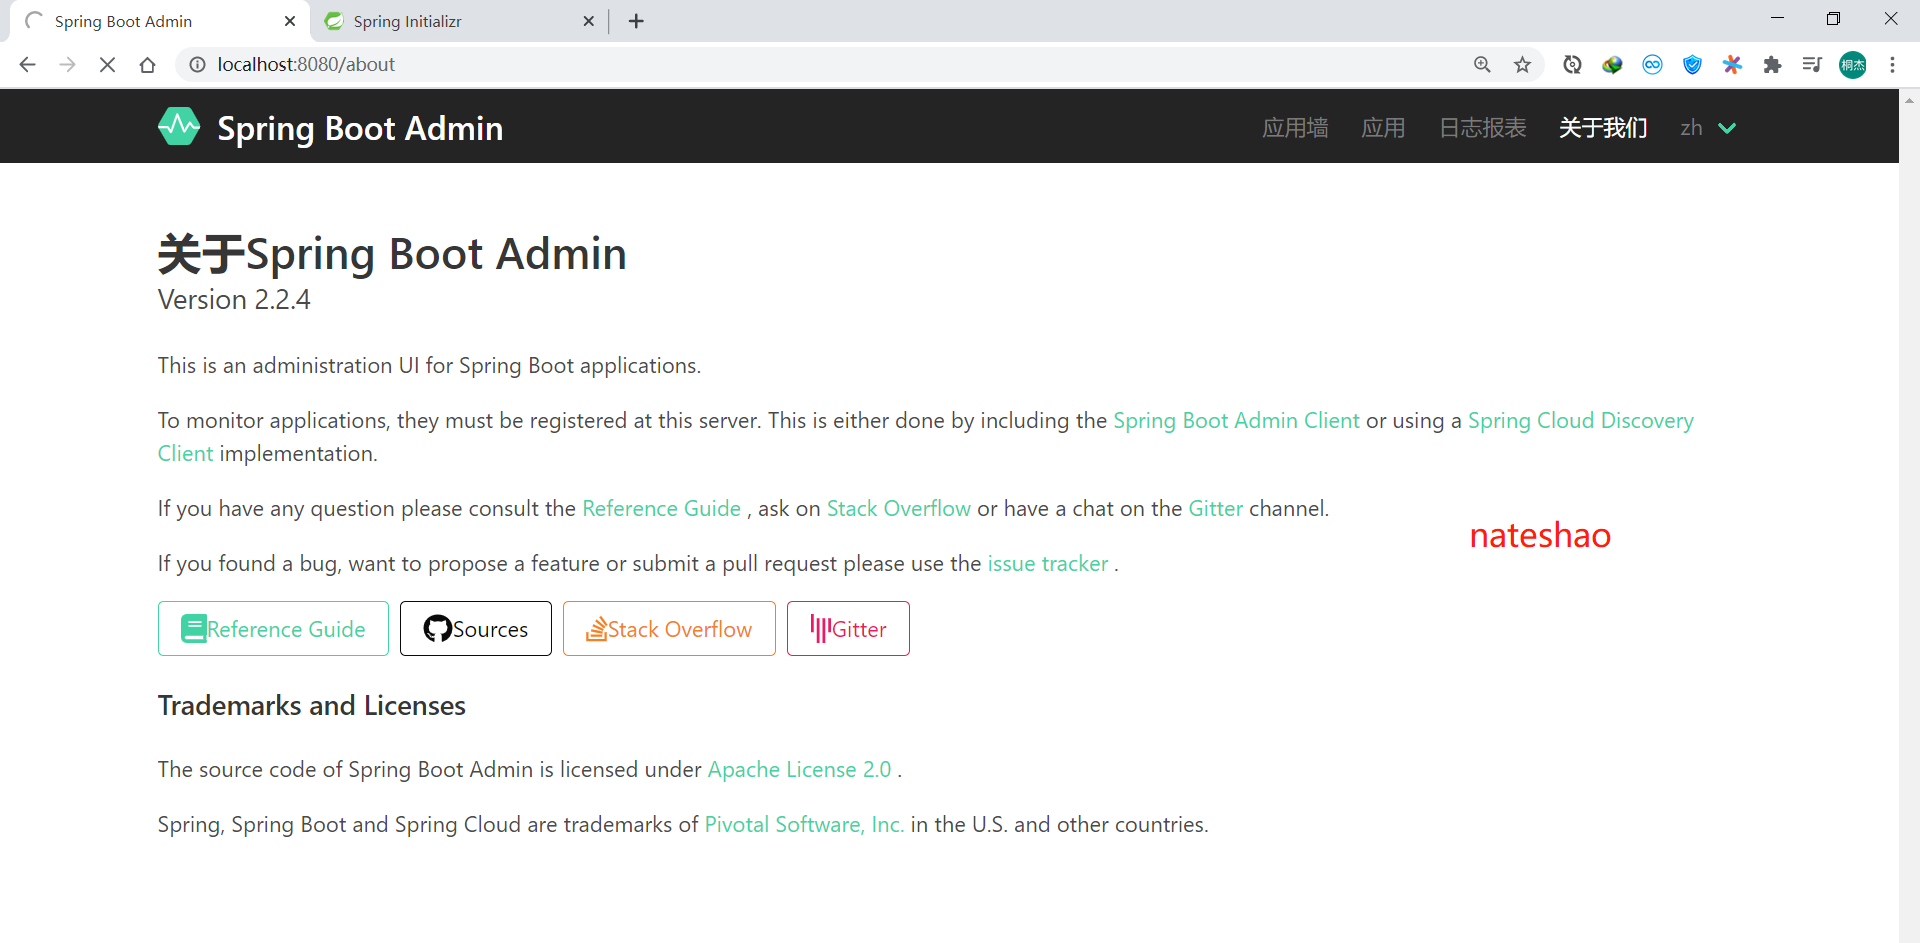 Spring Boot Admin
Spring Initializr
localhost:8080/about
桐杰
Spring Boot Admin
应用墙 应用 日志报表 关于我们 zh
关于Spring Boot Admin
Version 2.2.4
This is an administration UI for Spring Boot applications.
To monitor applications, they must be registered at this server. This is either done by including the Spring Boot Admin Client or using a Spring Cloud Discovery
Client implementation.
If you have any question please consult the Reference Guide , ask on Stack Overflow or have a chat on the Gitter channel.
nateshao
If you found a bug, want to propose a feature or submit a pull request please use the issue tracker .
Reference Guide Sources Stack Overflow Gitter
Trademarks and Licenses
The source code of Spring Boot Admin is licensed under Apache License 2.0 .
Spring, Spring Boot and Spring Cloud are trademarks of Pivotal Software, Inc. in the U.S. and other countries.